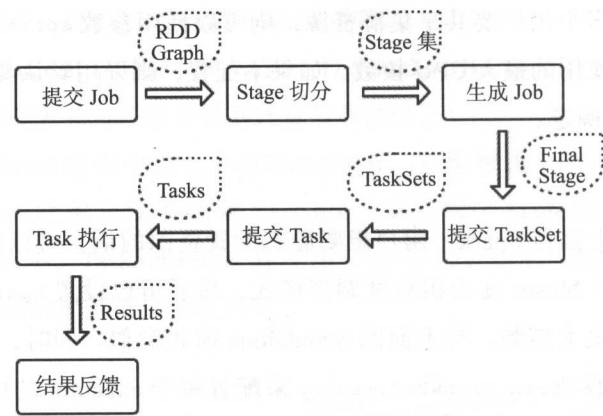 RDD
Graph
Stage 集
提交 Job
Stage 切分
生成 Job
Final
Stage
TaskSets
Tasks
Task 执行
提交 Task
提交 TaskSet
Results
结果反馈